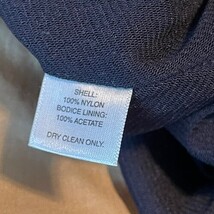 SHELL:
100% NYLON
BODICE LINING:
100% ACETATE
DRY CLEAN ONLY.